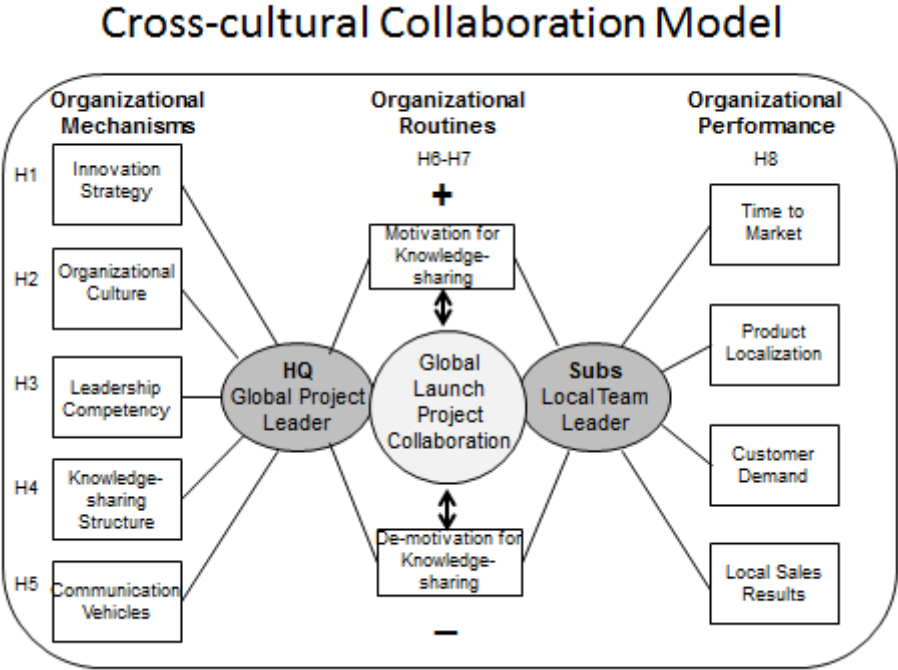 Cross-cultural Collaboration Model
Organizational
Mechanisms
H1
Innovation
Strategy
H2
Organizational
Culture
H3
Leadership
Competency
H4
Knowledge-
sharing
Structure
H5
Communication
Vehicles
HQ
Global Project
Leader
Organizational
Routines
H6-H7
+
Motivation for
Knowledge-
sharing
Global
Launch
Project
Collaboration
De-motivation for
Knowledge-
sharing
–
Subs
Local Team
Leader
Organizational
Performance
H8
Time to
Market
Product
Localization
Customer
Demand
Local Sales
Results